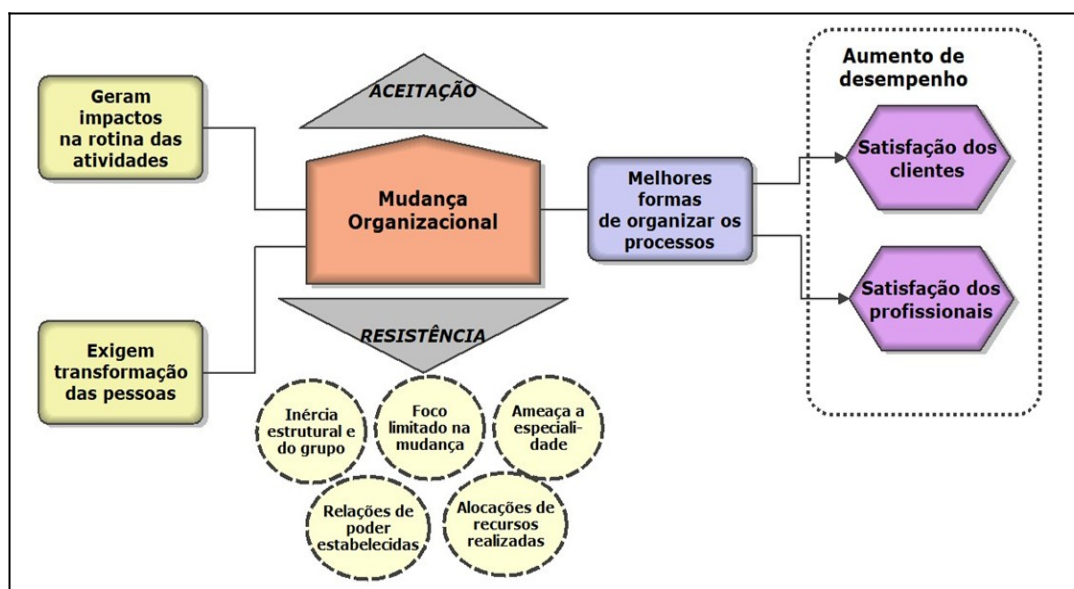 Geram
impactos
na rotina das
atividades
Exigem
transformação
das pessoas
ACEITAÇÃO
Mudança
Organizacional
RESISTÊNCIA
Inércia
estrutural e
do grupo
Foco
limitado na
mudança
Ameaça a
especiali-
dade
Relações de
poder
estabelecidas
Alocações de
recursos
realizadas
Melhores
formas
de organizar os
processos
Aumento de
desempenho
Satisfação dos
clientes
Satisfação dos
profissionais